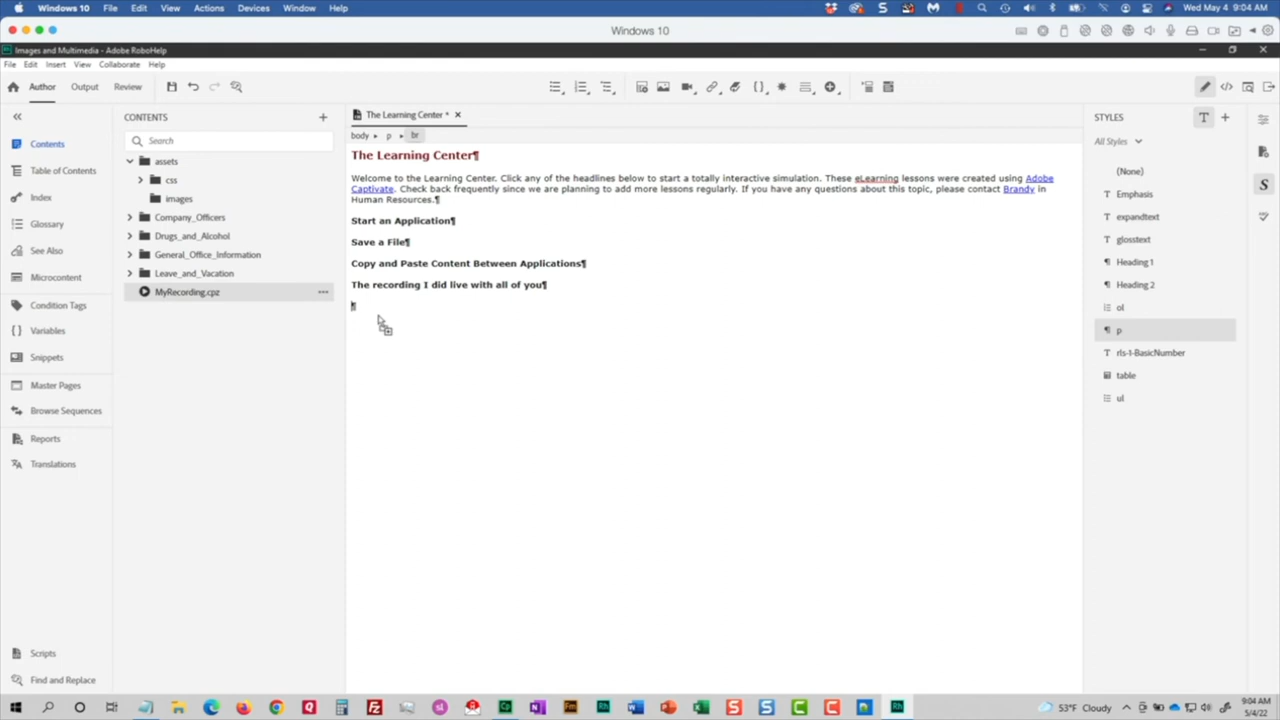 Windows 10 File Edit View Actions Devices Window Help Wed May 4 9:04 AM
Windows 10
Images and Multimedia - Adobe RoboHelp
File Edit Insert View Collaborate Help
Author Output Review
CONTENTS
Search
assets
css
images
Company_Officers
Drugs_and_Alcohol
General_Office_Information
Leave_and_Vacation
MyRecording.cpz
Contents
Table of Contents
Index
Glossary
See Also
Microcontent
Condition Tags
Variables
Snippets
Master Pages
Browse Sequences
Reports
Translations
Scripts
Find and Replace
The Learning Center *
body p br
The Learning Center¶
Welcome to the Learning Center. Click any of the headlines below to start a totally interactive simulation. These eLearning lessons were created using Adobe
Captivate. Check back frequently since we are planning to add more lessons regularly. If you have any questions about this topic, please contact Brandy in
Human Resources.¶
Start an Application¶
Save a File¶
Copy and Paste Content Between Applications¶
The recording I did live with all of you¶
¶
STYLES
All Styles
(None)
Emphasis
expandtext
glosstext
Heading 1
Heading 2
ol
p
rls-1-BasicNumber
table
ul
53°F Cloudy
9:04 AM
5/4/22